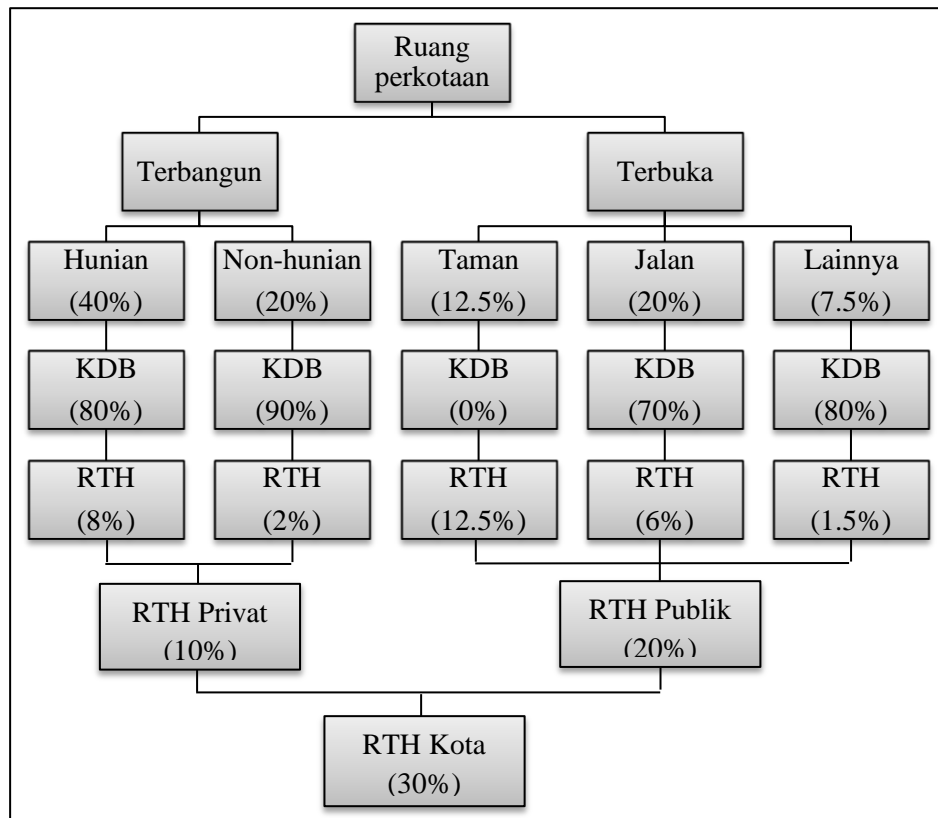 Ruang
perkotaan
Terbangun
Terbuka
Hunian
(40%)
Non-hunian
(20%)
Taman
(12.5%)
Jalan
(20%)
Lainnya
(7.5%)
KDB
(80%)
KDB
(90%)
KDB
(0%)
KDB
(70%)
KDB
(80%)
RTH
(8%)
RTH
(2%)
RTH
(12.5%)
RTH
(6%)
RTH
(1.5%)
RTH Privat
(10%)
RTH Publik
(20%)
RTH Kota
(30%)